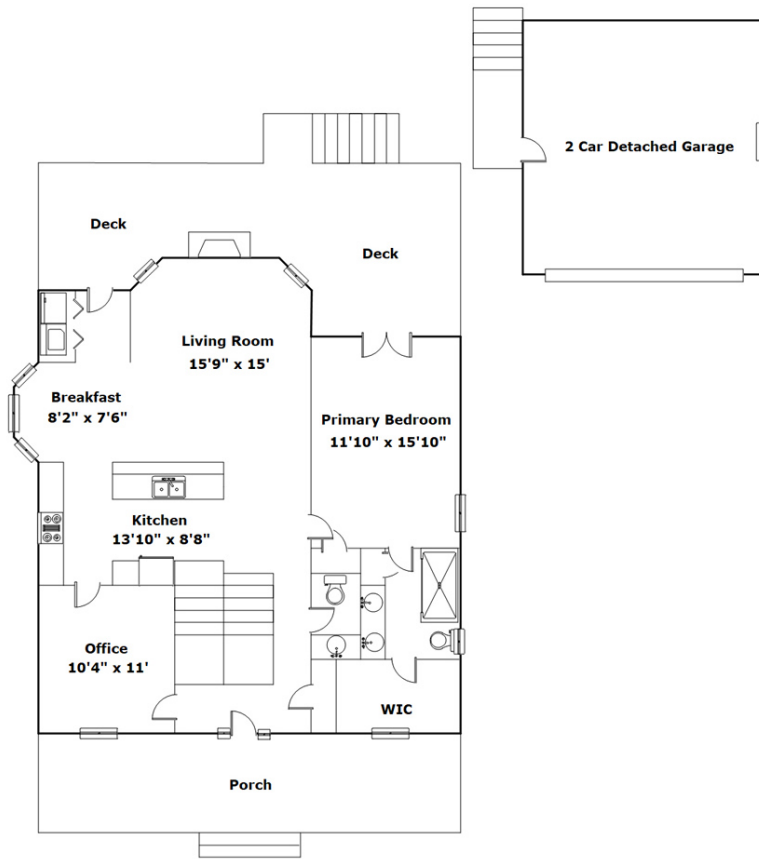 2 Car Detached Garage
Deck
Deck
Living Room
15'9" x 15'
Breakfast
8'2" x 7'6"
Primary Bedroom
11'10" x 15'10"
Kitchen
13'10" x 8'8"
Office
10'4" x 11'
WIC
Porch